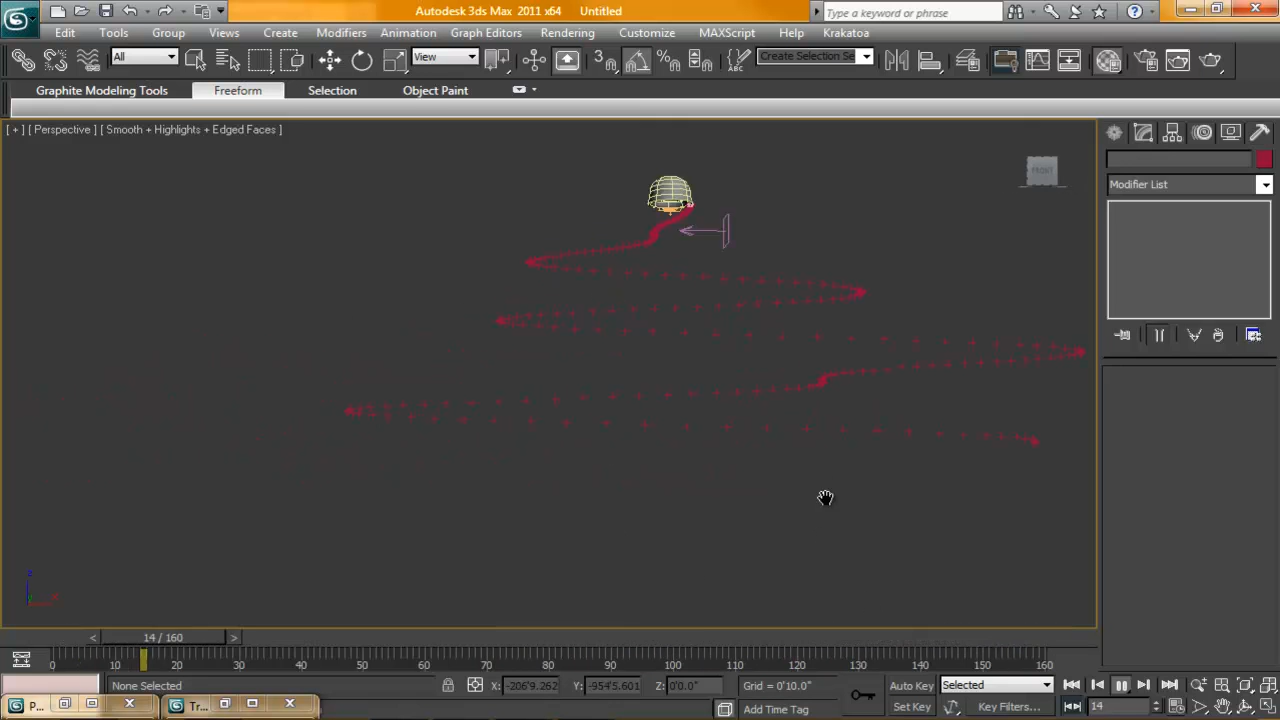 Autodesk 3ds Max 2011 x64 Untitled
Type a keyword or phrase
Edit Tools Group Views Create Modifiers Animation Graph Editors Rendering Customize MAXScript Help Krakatoa
All View 3 Create Selection Se
Graphite Modeling Tools Freeform Selection Object Paint
[ + ] [ Perspective ] [ Smooth + Highlights + Edged Faces ]
FRONT
Modifier List
z
x
< 14 / 160 >
0 10 20 30 40 50 60 70 80 90 100 110 120 130 140 150 160
None Selected X: -206'9.262 Y: -954'5.601 Z: 0'0.0" Grid = 0'10.0" Auto Key Selected
P... Tr... Add Time Tag Set Key Key Filters... 14